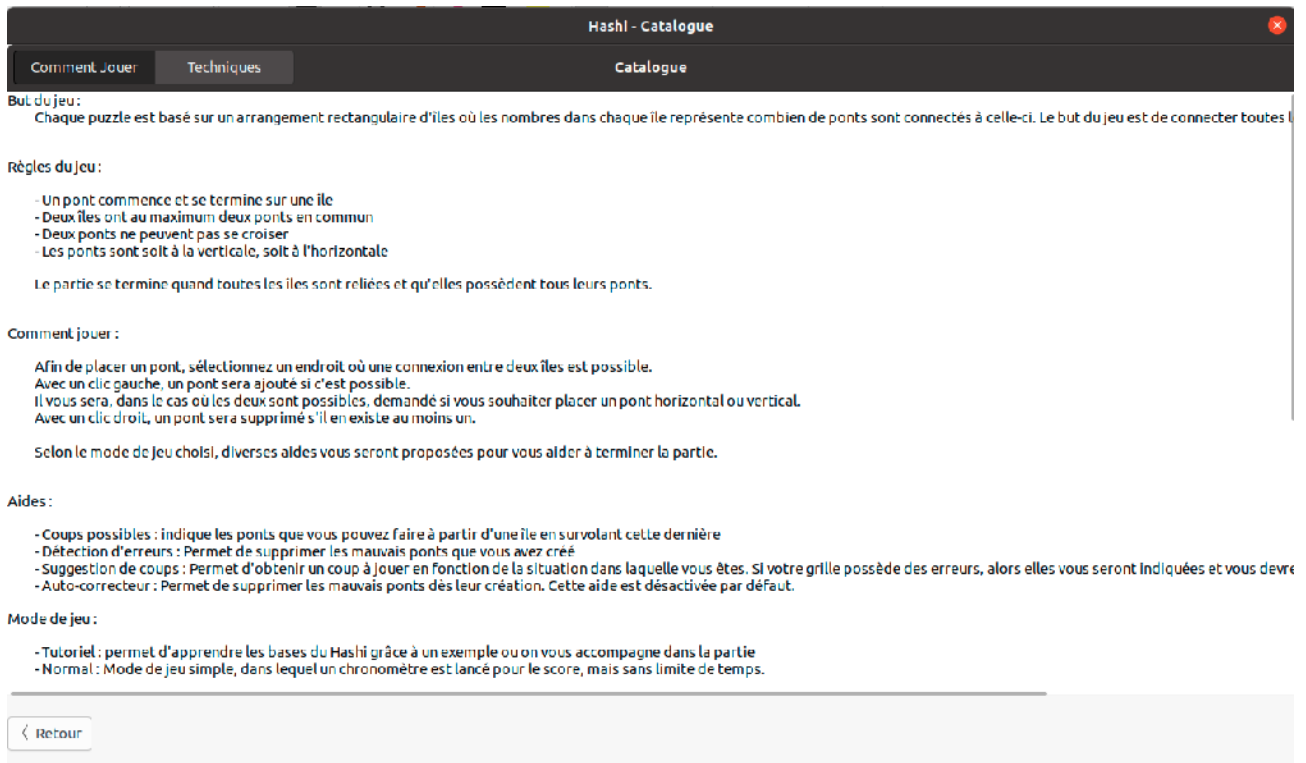 Hashi - Catalogue
Comment Jouer
Techniques
Catalogue
But du jeu :
Chaque puzzle est basé sur un arrangement rectangulaire d'îles où les nombres dans chaque île représente combien de ponts sont connectés à celle-ci. Le but du jeu est de connecter toutes l
Règles du jeu :
- Un pont commence et se termine sur une île
- Deux îles ont au maximum deux ponts en commun
- Deux ponts ne peuvent pas se croiser
- Les ponts sont soit à la verticale, soit à l'horizontale
Le partie se termine quand toutes les îles sont reliées et qu'elles possèdent tous leurs ponts.
Comment jouer :
Afin de placer un pont, sélectionnez un endroit où une connexion entre deux îles est possible.
Avec un clic gauche, un pont sera ajouté si c'est possible.
Il vous sera, dans le cas où les deux sont possibles, demandé si vous souhaiter placer un pont horizontal ou vertical.
Avec un clic droit, un pont sera supprimé s'il en existe au moins un.
Selon le mode de jeu choisi, diverses aides vous seront proposées pour vous aider à terminer la partie.
Aides :
- Coups possibles : indique les ponts que vous pouvez faire à partir d'une île en survolant cette dernière
- Détection d'erreurs : Permet de supprimer les mauvais ponts que vous avez créé
- Suggestion de coups : Permet d'obtenir un coup à jouer en fonction de la situation dans laquelle vous êtes. Si votre grille possède des erreurs, alors elles vous seront indiquées et vous devre
- Auto-correcteur : Permet de supprimer les mauvais ponts dès leur création. Cette aide est désactivée par défaut.
Mode de jeu :
- Tutoriel : permet d'apprendre les bases du Hashi grâce à un exemple ou on vous accompagne dans la partie
- Normal : Mode de jeu simple, dans lequel un chronomètre est lancé pour le score, mais sans limite de temps.
Retour